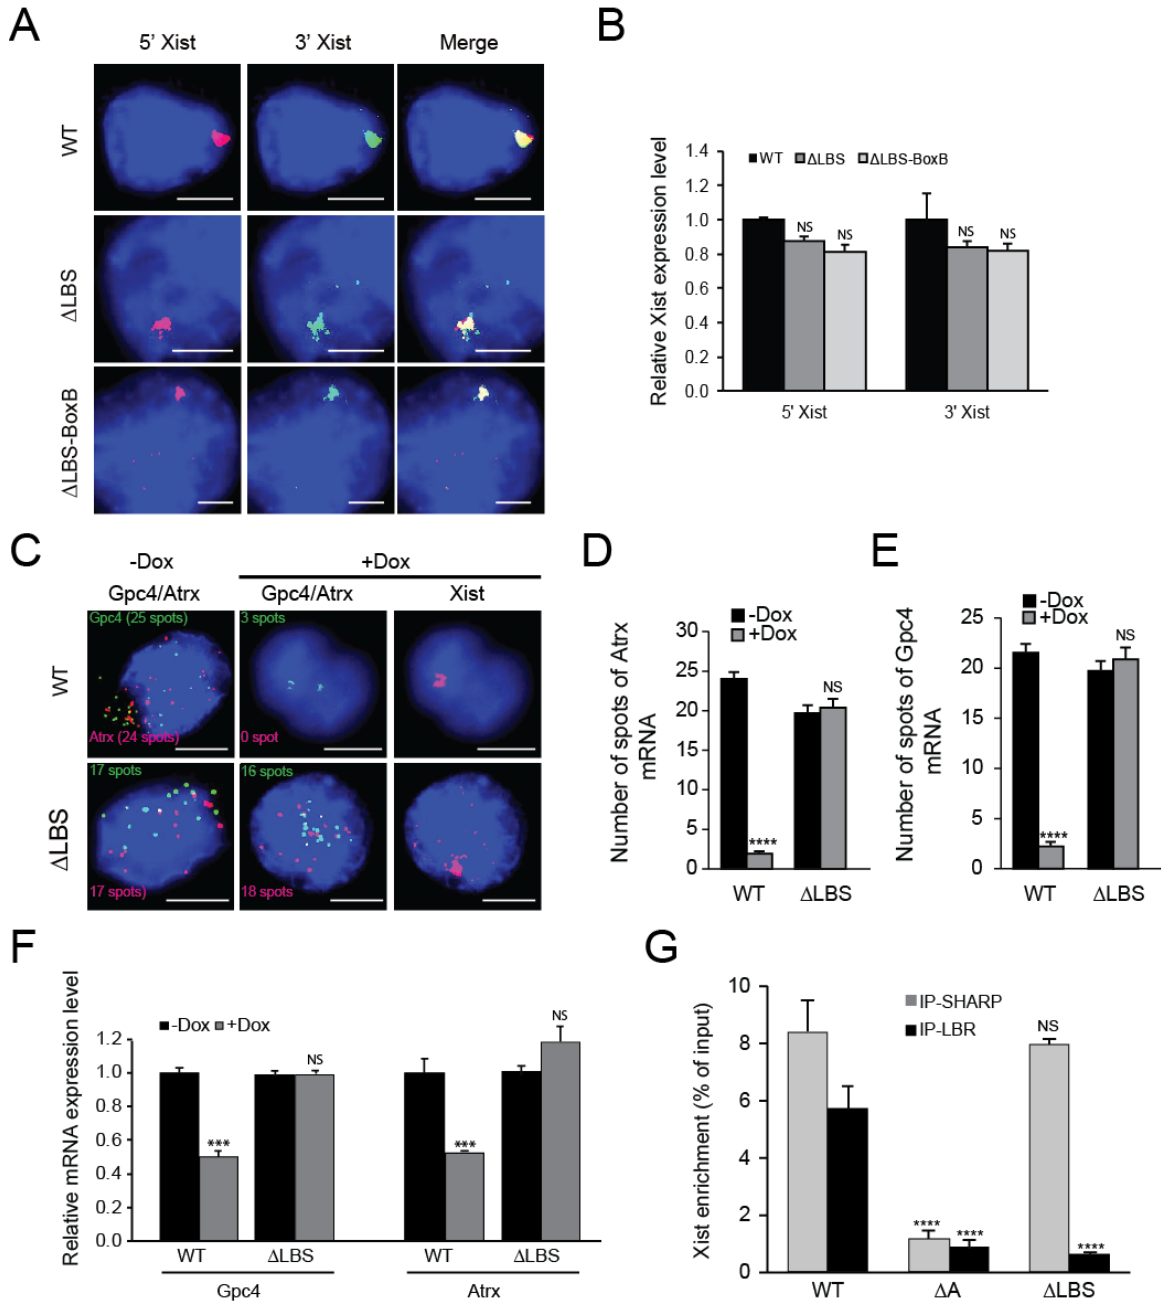 A
5' Xist
3' Xist
Merge
WT
ΔLBS
ΔLBS-BoxB
B
Relative Xist expression level
1.4
1.2
1.0
0.8
0.6
0.4
0.2
0.0
WT ΔLBS ΔLBS-BoxB
NS
NS
NS
NS
5' Xist
3' Xist
C
-Dox
+Dox
Gpc4/Atrx
Gpc4/Atrx
Xist
WT
Gpc4 (25 spots)
Atrx (24 spots)
3 spots
0 spot
ΔLBS
17 spots
17 spots)
16 spots
18 spots
D
-Dox
+Dox
Number of spots of Atrx
mRNA
30
25
20
15
10
5
0
****
NS
WT
ΔLBS
E
-Dox
+Dox
Number of spots of Gpc4
mRNA
25
20
15
10
5
0
****
NS
WT
ΔLBS
F
Relative mRNA expression level
-Dox +Dox
1.2
1.0
0.8
0.6
0.4
0.2
0.0
***
NS
***
NS
WT
ΔLBS
WT
ΔLBS
Gpc4
Atrx
G
Xist enrichment (% of input)
10
8
6
4
2
0
IP-SHARP
IP-LBR
****
****
NS
****
WT
ΔA
ΔLBS